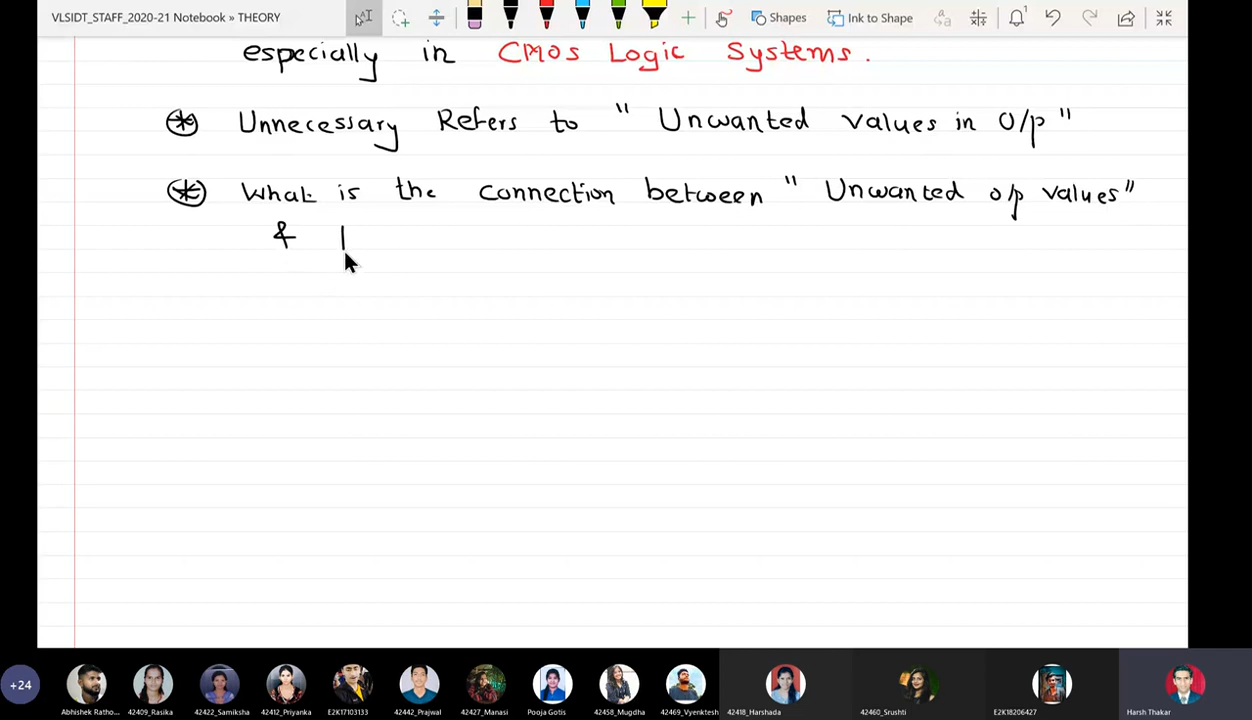 VLSIDT_STAFF_2020-21 Notebook » THEORY
Shapes
Ink to Shape
especially in CMOS Logic Systems.
* Unnecessary Refers to "Unwanted values in O/p"
* What is the connection between "Unwanted o/p values"
& |
+24
Abhishek Ratho...
42409_Rasika
42422_Samiksha
42412_Priyanka
E2K17103133
42442_Prajwal
42427_Manasi
Pooja Gotis
42458_Mugdha
42469_Vyenktesh
42418_Harshada
42460_Srushti
E2K18206427
Harsh Thakar